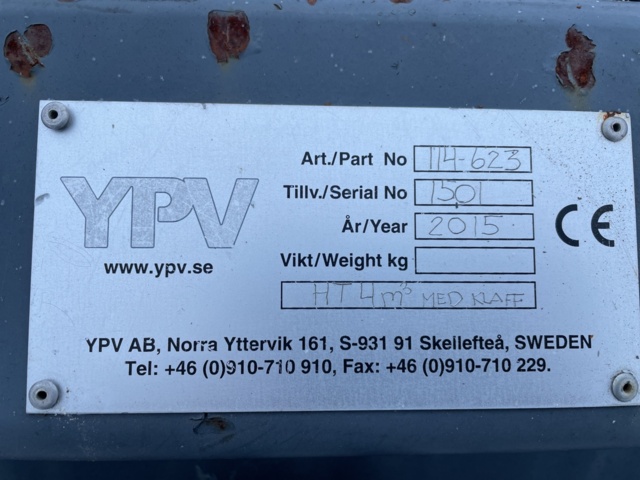 YPV
www.ypv.se
Art./Part No 114-623
Tillv./Serial No 1501
År/Year 2015
Vikt/Weight kg
HT 4m³ MED KLAFF
CE
YPV AB, Norra Yttervik 161, S-931 91 Skellefteå, SWEDEN
Tel: +46 (0)910-710 910, Fax: +46 (0)910-710 229.